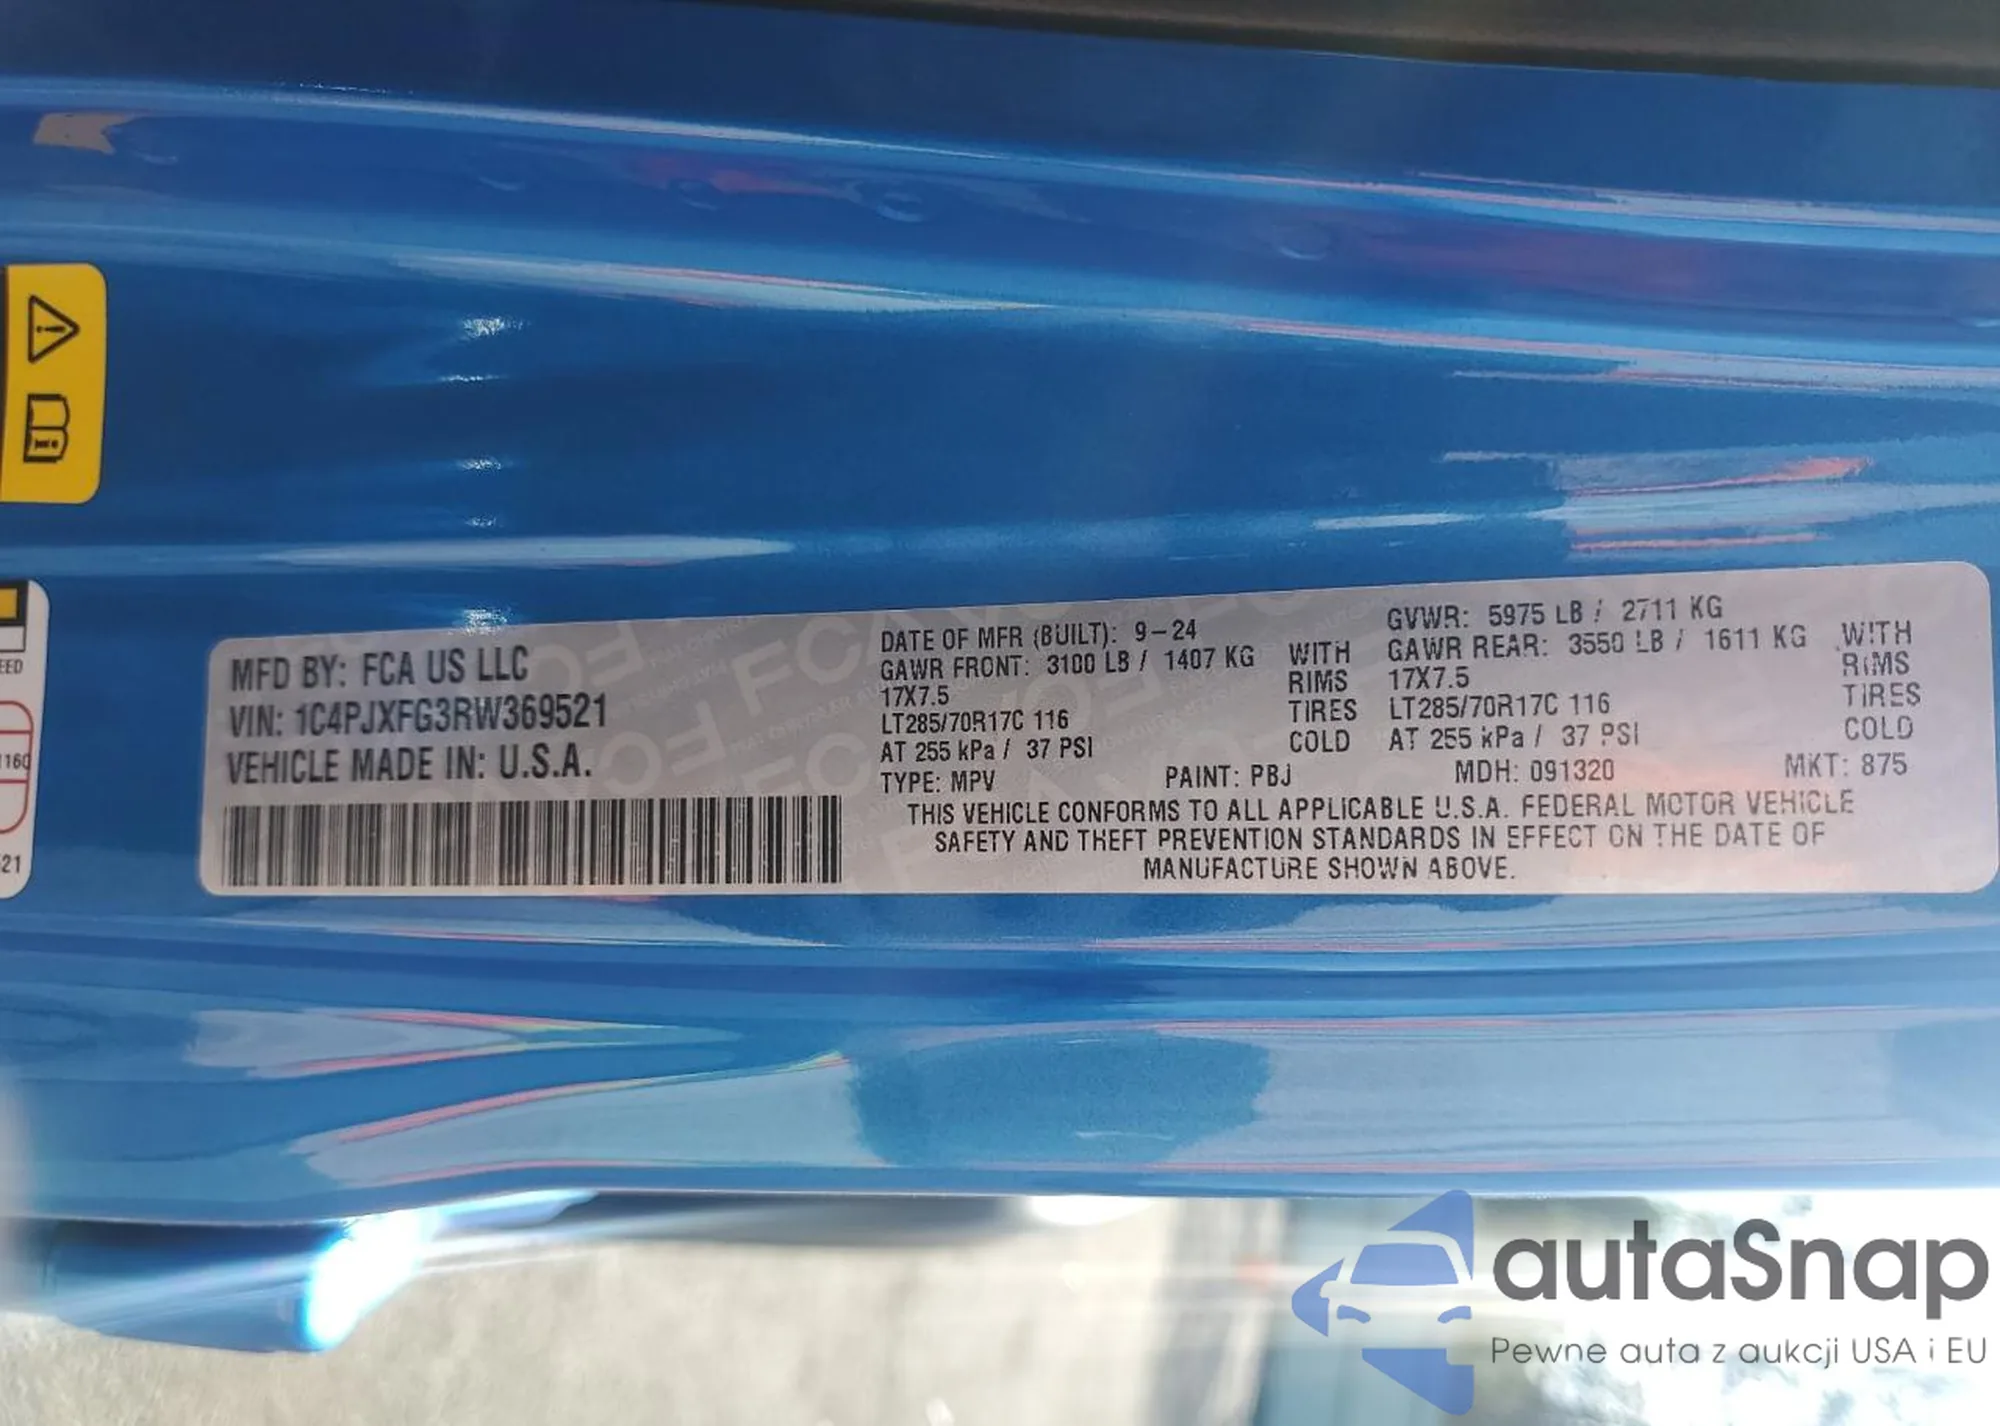 MFD BY: FCA US LLC
VIN: 1C4PJXFG3RW369521
VEHICLE MADE IN: U.S.A.
DATE OF MFR (BUILT): 9-24
GVWR: 5975 LB / 2711 KG
GAWR FRONT: 3100 LB / 1407 KG WITH
17X7.5 RIMS
LT285/70R17C 116 TIRES
AT 255 kPa / 37 PSI COLD
GAWR REAR: 3550 LB / 1611 KG WITH
17X7.5 RIMS
LT285/70R17C 116 TIRES
AT 255 kPa / 37 PSI COLD
TYPE: MPV PAINT: PBJ MDH: 091320 MKT: 875
THIS VEHICLE CONFORMS TO ALL APPLICABLE U.S.A. FEDERAL MOTOR VEHICLE
SAFETY AND THEFT PREVENTION STANDARDS IN EFFECT ON THE DATE OF
MANUFACTURE SHOWN ABOVE.
autaSnap
Pewne auta z aukcji USA i EU